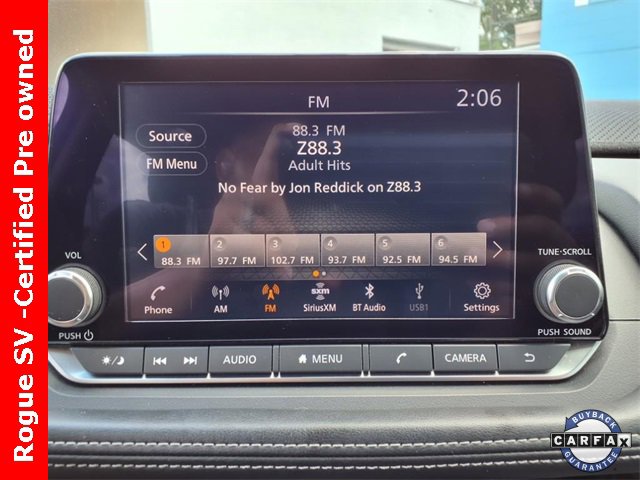 Rogue SV -Certified Pre owned
FM
2:06
Source
88.3 FM
Z88.3
FM Menu
Adult Hits
No Fear by Jon Reddick on Z88.3
1 2 3 4 5 6
88.3 FM 97.7 FM 102.7 FM 93.7 FM 92.5 FM 94.5 FM
VOL
TUNE·SCROLL
sxm
Phone AM FM SiriusXM BT Audio USB1 Settings
PUSH
PUSH SOUND
AUDIO MENU CAMERA
BUYBACK
CARFAX
GUARANTEE